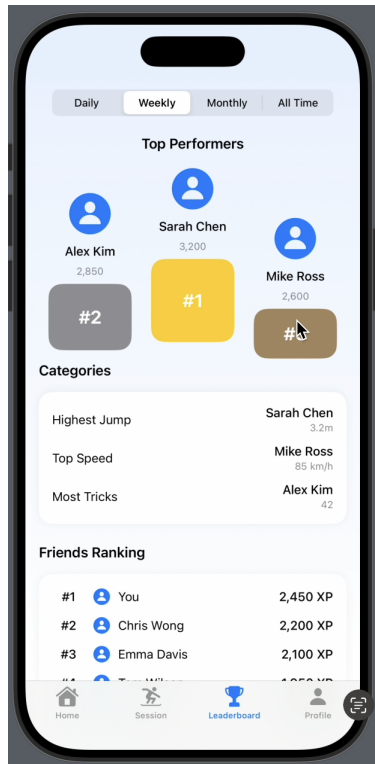 Daily Weekly Monthly All Time
Top Performers
Sarah Chen
3,200
Alex Kim
2,850
Mike Ross
2,600
#1
#2
Categories
Highest Jump Sarah Chen
3.2m
Top Speed Mike Ross
85 km/h
Most Tricks Alex Kim
42
Friends Ranking
#1 You 2,450 XP
#2 Chris Wong 2,200 XP
#3 Emma Davis 2,100 XP
Home Session Leaderboard Profile